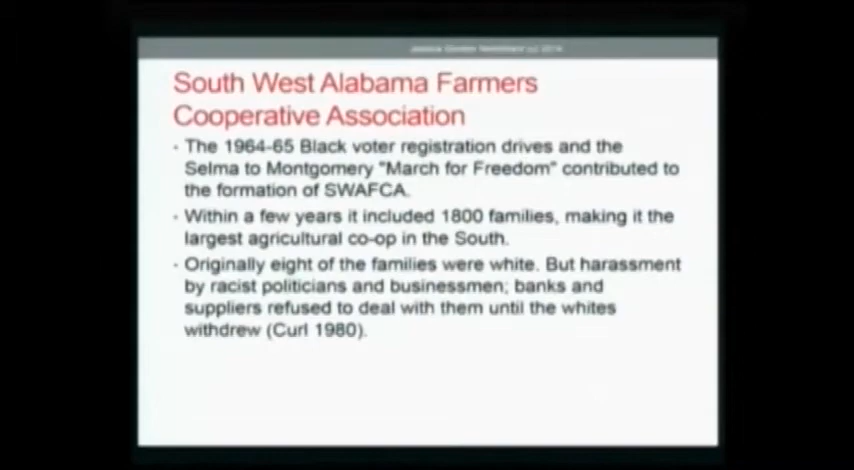 South West Alabama Farmers
Cooperative Association
· The 1964-65 Black voter registration drives and the
Selma to Montgomery "March for Freedom" contributed to
the formation of SWAFCA.
· Within a few years it included 1800 families, making it the
largest agricultural co-op in the South.
· Originally eight of the families were white. But harassment
by racist politicians and businessmen; banks and
suppliers refused to deal with them until the whites
withdrew (Curl 1980).